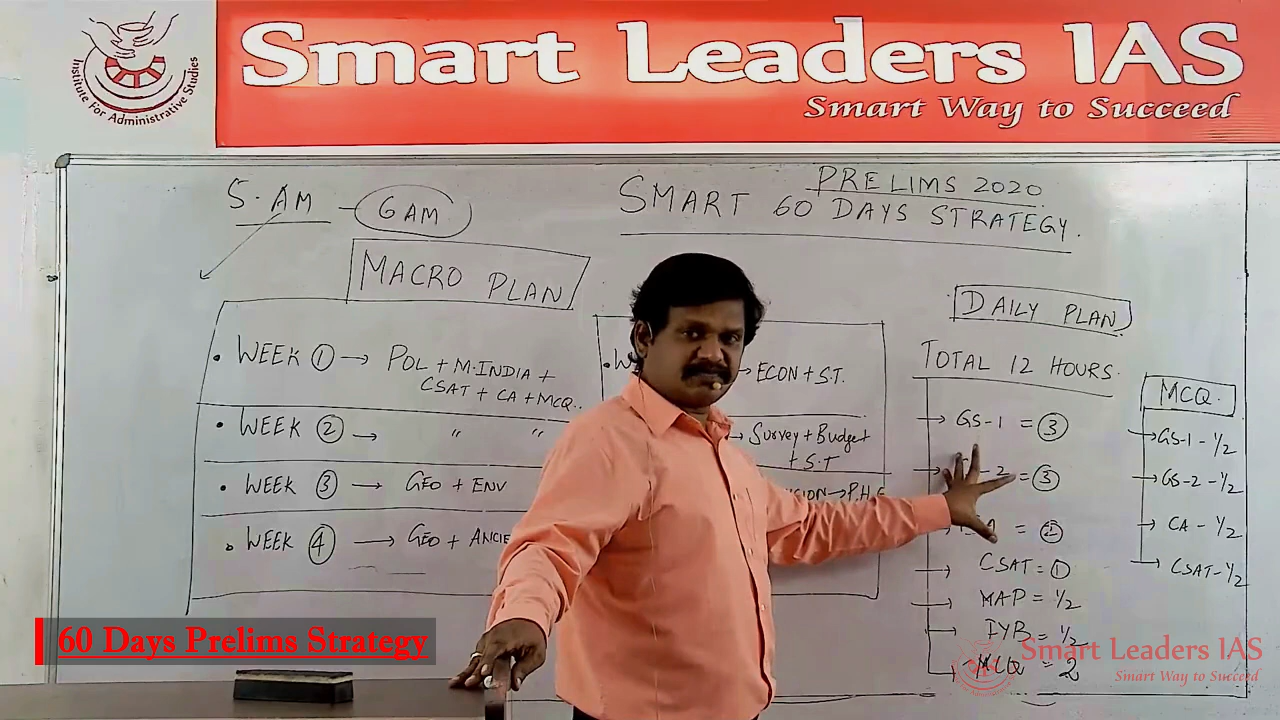 Smart Leaders IAS
Smart Way to Succeed
Institute For Administrative Studies
5. AM - 6 AM
PRELIMS 2020
SMART 60 DAYS STRATEGY.
MACRO PLAN
• WEEK ① → POL + M.INDIA +
CSAT + CA + MCQ..
• WEEK ② → " "
• WEEK ③ → GEO + ENV
• WEEK ④ → GEO + ANCIE
→ ECON + S.T.
→ Survey + Budget
+ S.T
→ P.H.
DAILY PLAN
TOTAL 12 HOURS.
→ GS-1 = ③
→ -2 = ③
= ②
→ CSAT = ①
→ MAP = 1/2
→ IYB = 1/2
→ MCQ = 2
MCQ
→ GS-1 - 1/2
→ GS-2 - 1/2
→ CA - 1/2
→ CSAT - 1/2
60 Days Prelims Strategy
Smart Leaders IAS
Smart Way to Succeed